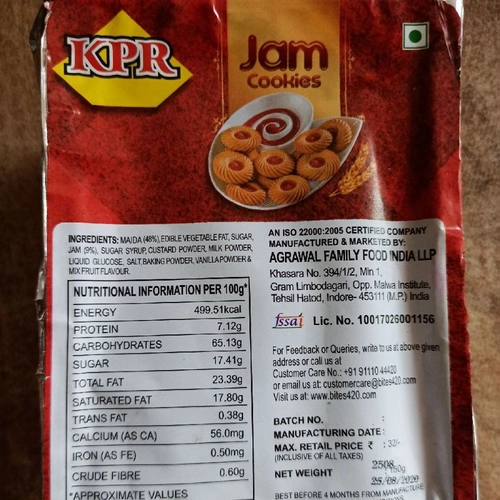 KPR
Jam
Cookies
INGREDIENTS: MAIDA (48%), EDIBLE VEGETABLE FAT, SUGAR,
JAM (9%), SUGAR SYRUP, CUSTARD POWDER, MILK POWDER,
LIQUID GLUCOSE, SALT, BAKING POWDER, VANILLA POWDER &
MIX FRUIT FLAVOUR.
NUTRITIONAL INFORMATION PER 100g*
ENERGY 499.51kcal
PROTEIN 7.12g
CARBOHYDRATES 65.13g
SUGAR 17.41g
TOTAL FAT 23.39g
SATURATED FAT 17.80g
TRANS FAT 0.38g
CALCIUM (AS CA) 56.0mg
IRON (AS FE) 0.50mg
CRUDE FIBRE 0.60g
*APPROXIMATE VALUES
AN ISO 22000:2005 CERTIFIED COMPANY
MANUFACTURED & MARKETED BY:
AGRAWAL FAMILY FOOD INDIA LLP
Khasara No. 394/1/2, Min 1,
Gram Limbodagari, Opp. Malwa Institute,
Tehsil Hatod, Indore- 453111 (M.P.) India
fssai Lic. No. 10017026001156
For Feedback or Queries, write to us at above given
address or call us at
Customer Care No.: +91 91110 44420
or email us at: customercare@bites420.com
Visit us at: www.bites420.com
BATCH NO. :
MANUFACTURING DATE :
MAX. RETAIL PRICE ₹ : 32/-
(INCLUSIVE OF ALL TAXES)
250g
NET WEIGHT
25/08/2020
BEST BEFORE 4 MONTHS FROM MANUFACTURE